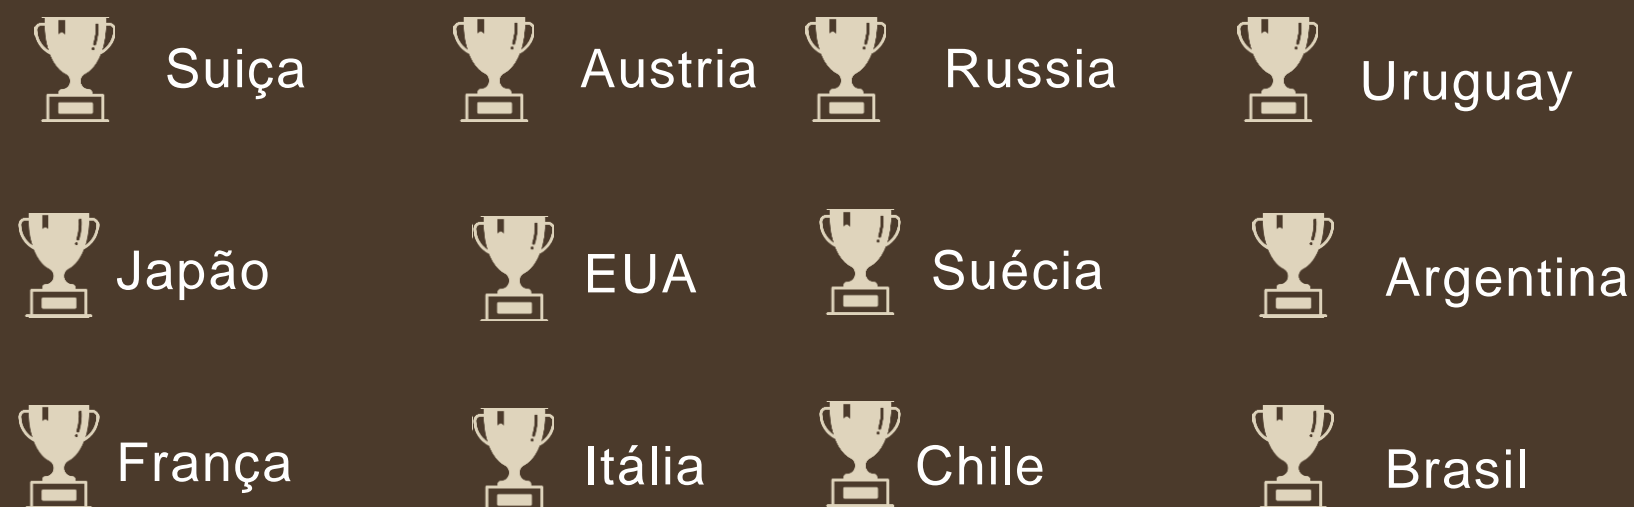 Suiça
Austria
Russia
Uruguay
Japão
EUA
Suécia
Argentina
França
Itália
Chile
Brasil